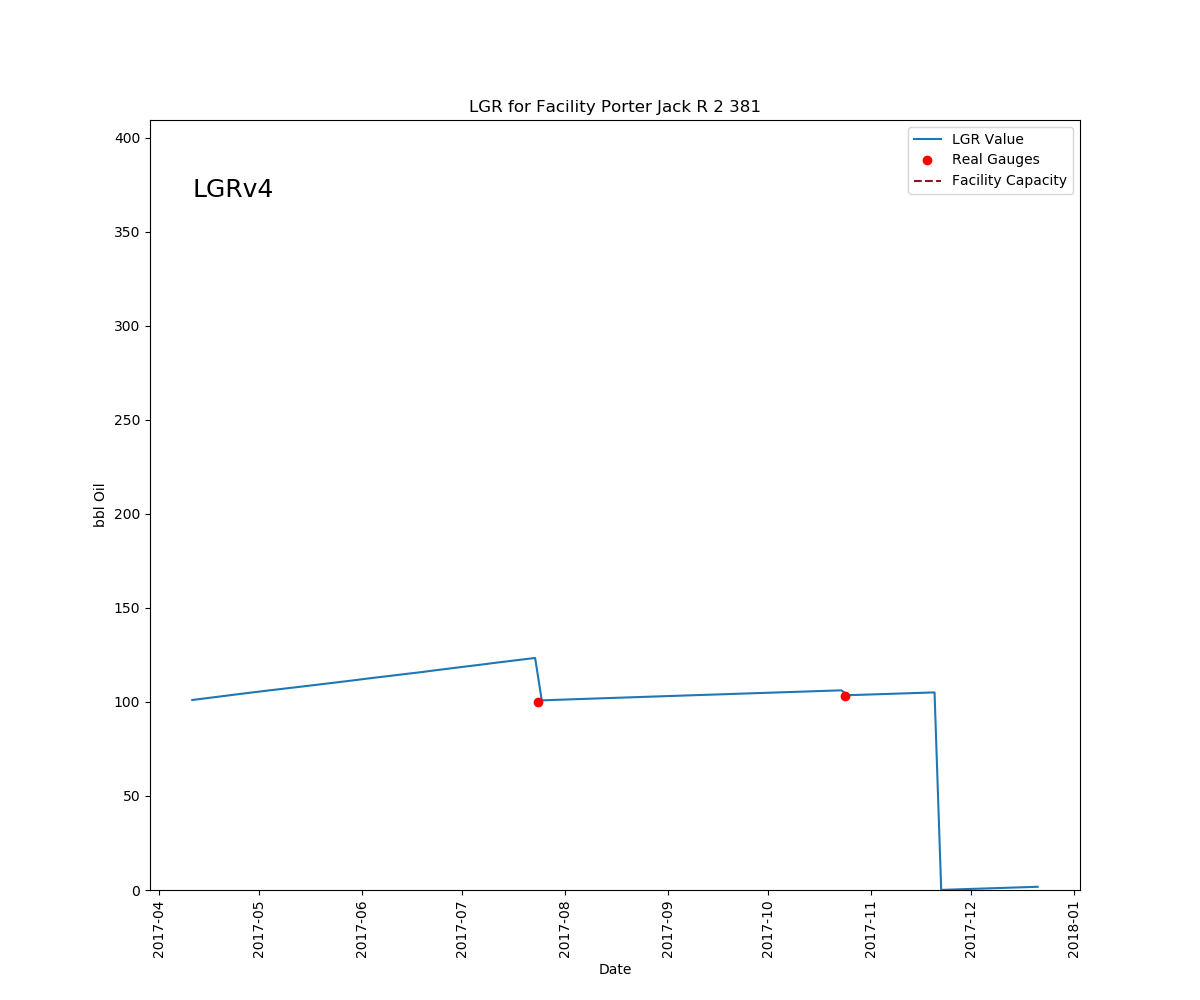 LGR for Facility Porter Jack R 2 381
LGR Value
Real Gauges
Facility Capacity
LGRv4
400
350
300
250
200
150
100
50
0
bbl Oil
2017-04
2017-05
2017-06
2017-07
2017-08
2017-09
2017-10
2017-11
2017-12
2018-01
Date